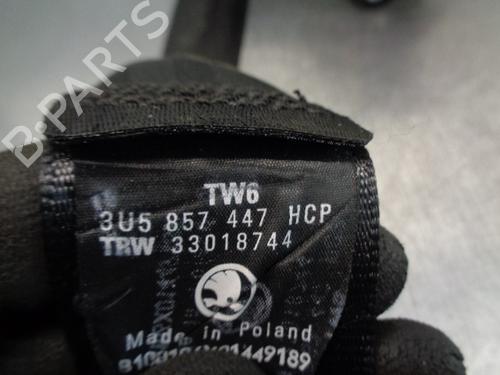 B-PARTS
TW6
3U5 857 447 HCP
TRW 33018744
Made in Poland